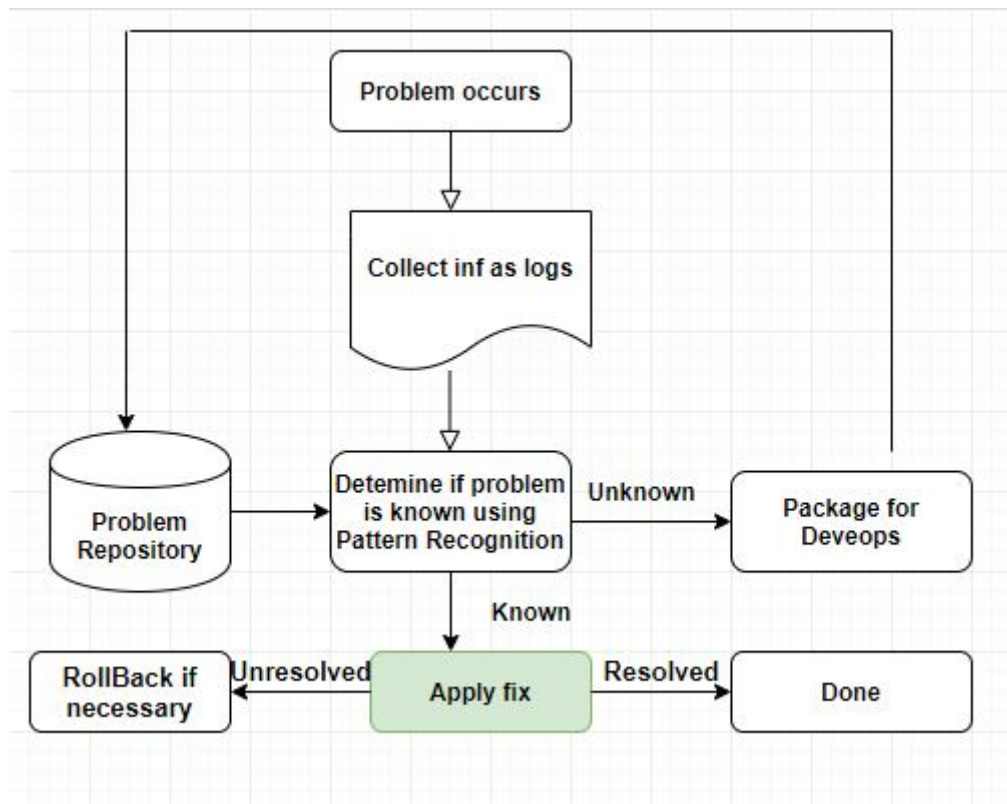 Problem occurs
Collect inf as logs
Problem
Repository
Detemine if problem
is known using
Pattern Recognition
Unknown
Package for
Deveops
Known
RollBack if
necessary
Unresolved
Apply fix
Resolved
Done